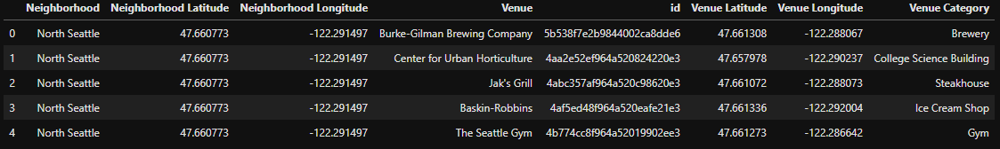 Neighborhood Neighborhood Latitude Neighborhood Longitude Venue id Venue Latitude Venue Longitude Venue Category
0 North Seattle 47.660773 -122.291497 Burke-Gilman Brewing Company 5b538f7e2b9844002ca8dde6 47.661308 -122.288067 Brewery
1 North Seattle 47.660773 -122.291497 Center for Urban Horticulture 4aa2e52ef964a520824220e3 47.657978 -122.290237 College Science Building
2 North Seattle 47.660773 -122.291497 Jak's Grill 4abc357af964a520c98620e3 47.661072 -122.288073 Steakhouse
3 North Seattle 47.660773 -122.291497 Baskin-Robbins 4af5ed48f964a520eafe21e3 47.661336 -122.292004 Ice Cream Shop
4 North Seattle 47.660773 -122.291497 The Seattle Gym 4b774cc8f964a52019902ee3 47.661273 -122.286642 Gym